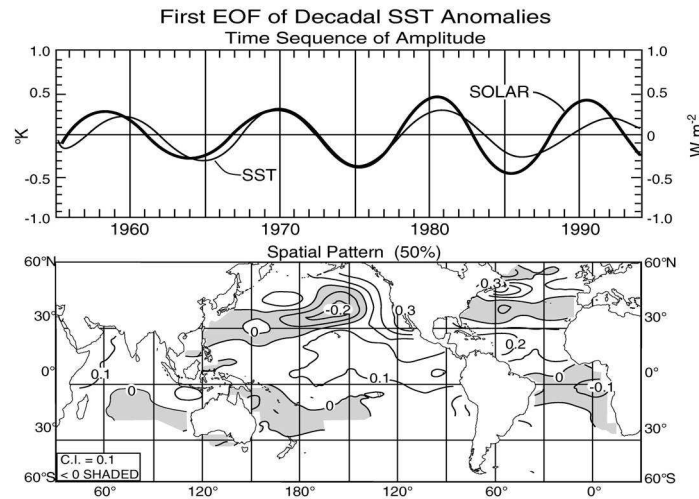 First EOF of Decadal SST Anomalies
Time Sequence of Amplitude
1.0 1.0
0.5 SOLAR 0.5
°K 0 0 W m-2
-0.5 SST -0.5
-1.0 -1.0
1960 1970 1980 1990
Spatial Pattern (50%)
60°N 60°N
0.3
30°N -0.2 0.3 30°N
0
0.2
0°N 0.1 0.1 0 0°N
0 0 -0.1
30°S 30°S
C.I. = 0.1
< 0 SHADED
60°S 60°S
60° 120° 180° 120° 60° 0°